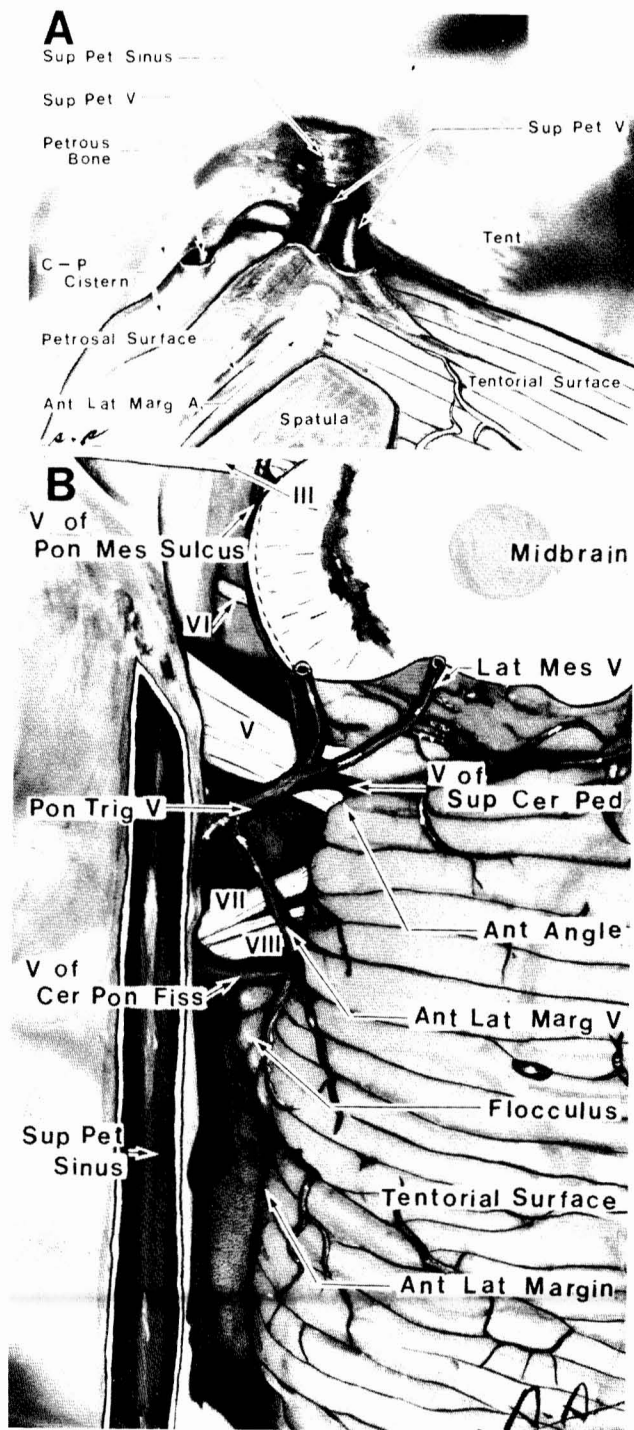 A
Sup Pet Sinus
Sup Pet V
Petrous
Bone
Sup Pet V
Tent
C-P
Cistern
Petrosal Surface
Tentorial Surface
Ant Lat Marg A
Spatula
B
III
V of
Pon Mes Sulcus
Midbrain
VI
Lat Mes V
V
V of
Sup Cer Ped
Pon Trig V
VII
Ant Angle
VIII
V of
Cer Pon Fiss
Ant Lat Marg V
Flocculus
Sup Pet
Sinus
Tentorial Surface
Ant Lat Margin